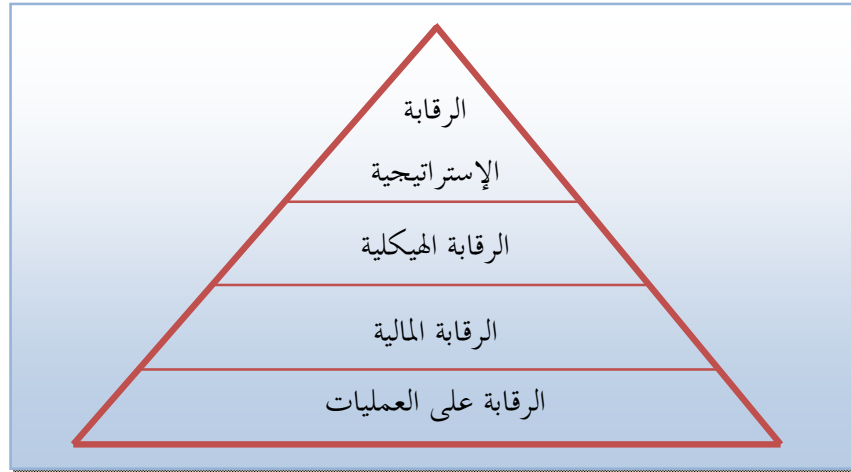 الرقابة
الإستراتيجية
الرقابة الهيكلية
الرقابة المالية
الرقابة على العمليات